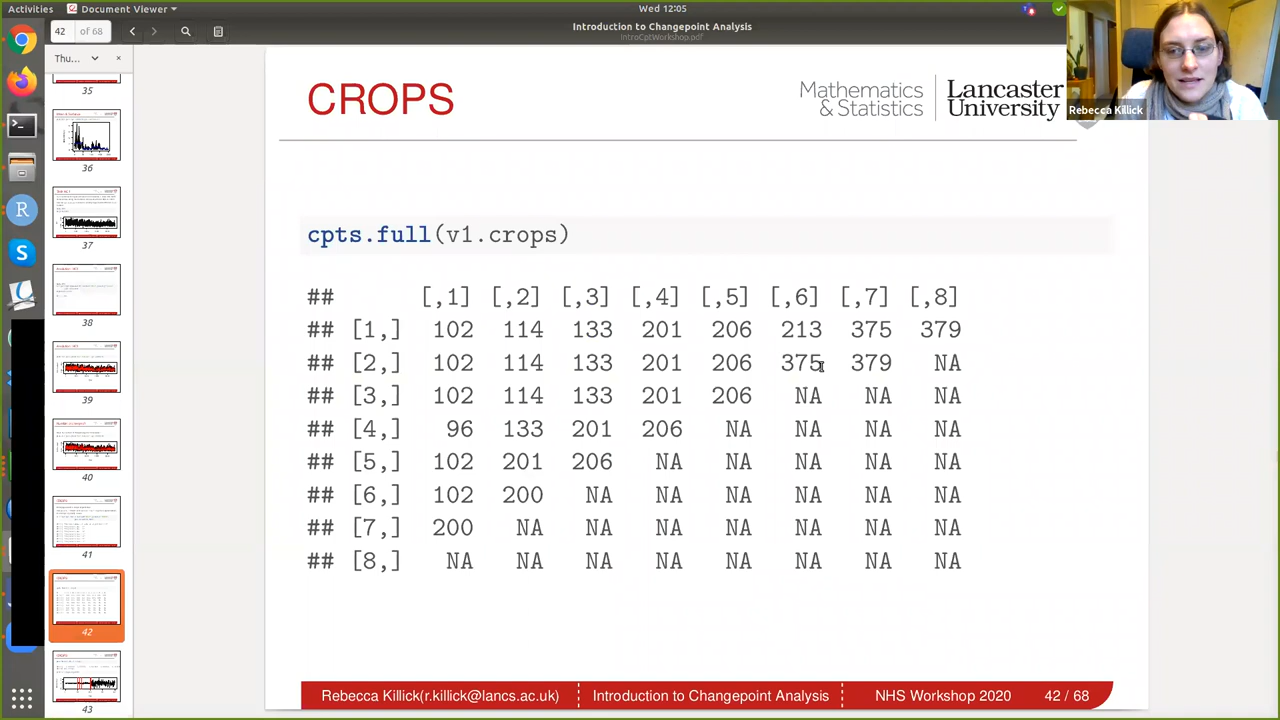 Activities
Document Viewer
Wed 12:05
42
of 68
Introduction to Changepoint Analysis
IntroCptWorkshop.pdf
Thu...
35
36
37
38
39
40
41
42
43
CROPS
Mathematics
& Statistics
Lancaster
University
Rebecca Killick
cpts.full(v1.crops)
## [,1] [,2] [,3] [,4] [,5] [,6] [,7] [,8]
## [1,] 102 114 133 201 206 213 375 379
## [2,] 102 114 133 201 206 375 379 NA
## [3,] 102 114 133 201 206 NA NA NA
## [4,] 96 133 201 206 NA NA NA NA
## [5,] 102 201 206 NA NA NA NA NA
## [6,] 102 200 NA NA NA NA NA NA
## [7,] 200 NA NA NA NA NA NA NA
## [8,] NA NA NA NA NA NA NA NA
Rebecca Killick(r.killick@lancs.ac.uk)
Introduction to Changepoint Analysis
NHS Workshop 2020
42 / 68